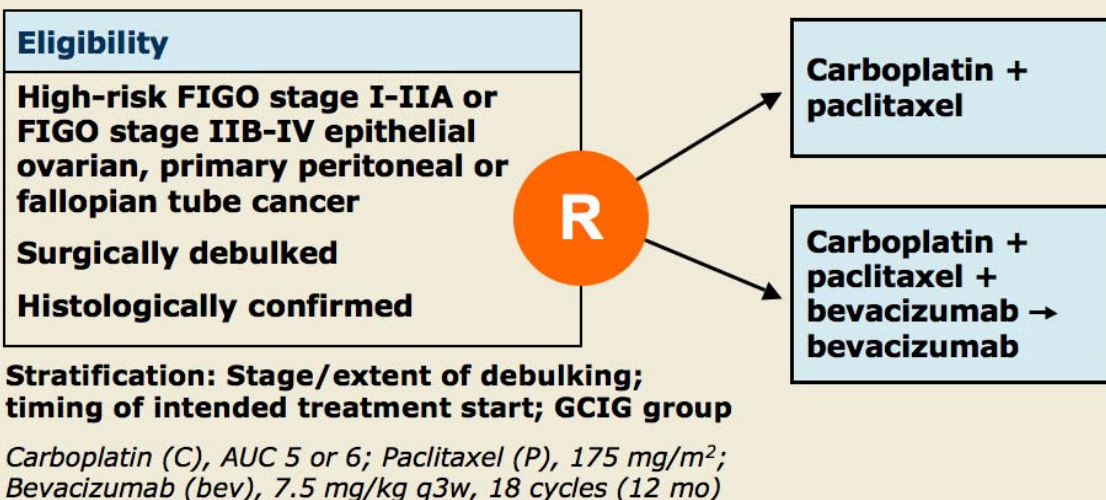 Eligibility
High-risk FIGO stage I-IIA or
FIGO stage IIB-IV epithelial
ovarian, primary peritoneal or
fallopian tube cancer
Surgically debulked
Histologically confirmed
R
Carboplatin +
paclitaxel
Carboplatin +
paclitaxel +
bevacizumab →
bevacizumab
Stratification: Stage/extent of debulking;
timing of intended treatment start; GCIG group
Carboplatin (C), AUC 5 or 6; Paclitaxel (P), 175 mg/m²;
Bevacizumab (bev), 7.5 mg/kg q3w, 18 cycles (12 mo)